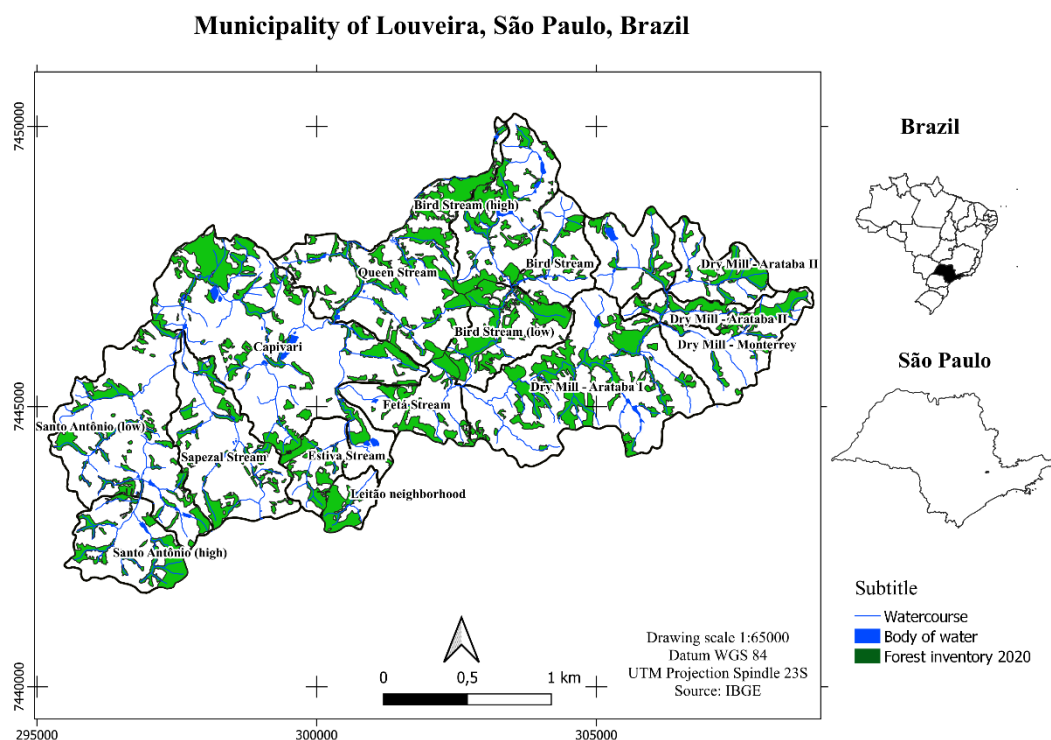 Municipality of Louveira, São Paulo, Brazil
7450000
7445000
7440000
295000
300000
305000
Bird Stream (high)
Queen Stream
Bird Stream
Dry Mill - Arataba II
Dry Mill - Arataba II
Bird Stream (low)
Dry Mill - Monterrey
Capivari
Dry Mill - Arataba I
Fetá Stream
Santo Antônio (low)
Sapezal Stream
Estiva Stream
Leitão neighborhood
Santo Antônio (high)
0 0,5 1 km
Drawing scale 1:65000
Datum WGS 84
UTM Projection Spindle 23S
Source: IBGE
Brazil
São Paulo
Subtitle
Watercourse
Body of water
Forest inventory 2020